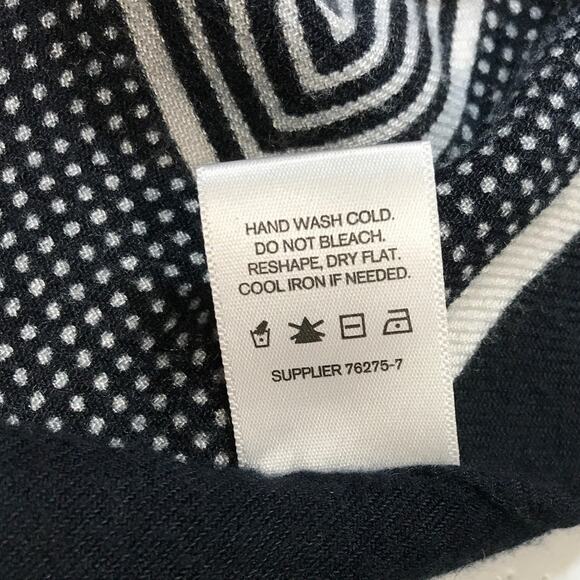 HAND WASH COLD.
DO NOT BLEACH.
RESHAPE, DRY FLAT.
COOL IRON IF NEEDED.
SUPPLIER 76275-7